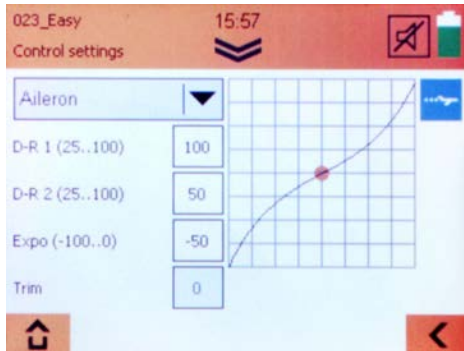 023_Easy
15:57
Control settings
Aileron
D-R 1 (25..100)
100
D-R 2 (25..100)
50
Expo (-100..0)
-50
Trim
0